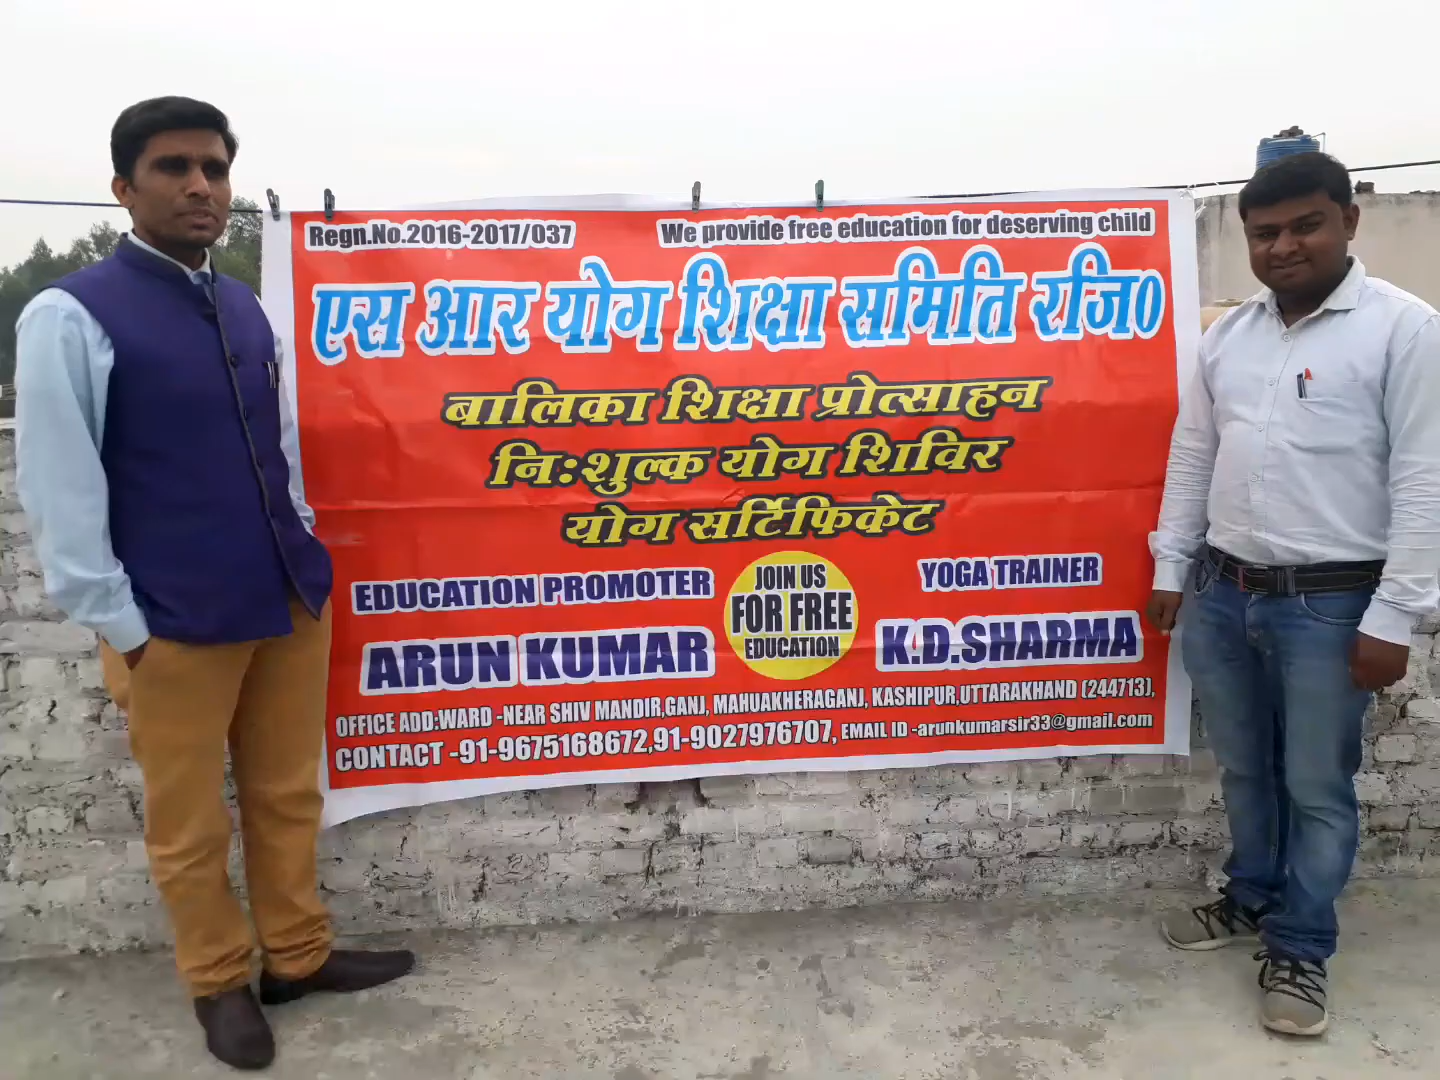 Regn.No.2016-2017/037 We provide free education for deserving child
एस आर योग शिक्षा समिति रजि०
बालिका शिक्षा प्रोत्साहन
निःशुल्क योग शिविर
योग सर्टिफिकेट
EDUCATION PROMOTER
ARUN KUMAR
JOIN US
FOR FREE
EDUCATION
YOGA TRAINER
K.D.SHARMA
OFFICE ADD:WARD -NEAR SHIV MANDIR,GANJ, MAHUAKHERAGANJ, KASHIPUR,UTTARAKHAND (244713),
CONTACT -91-9675168672,91-9027976707, EMAIL ID -arunkumarsir33@gmail.com